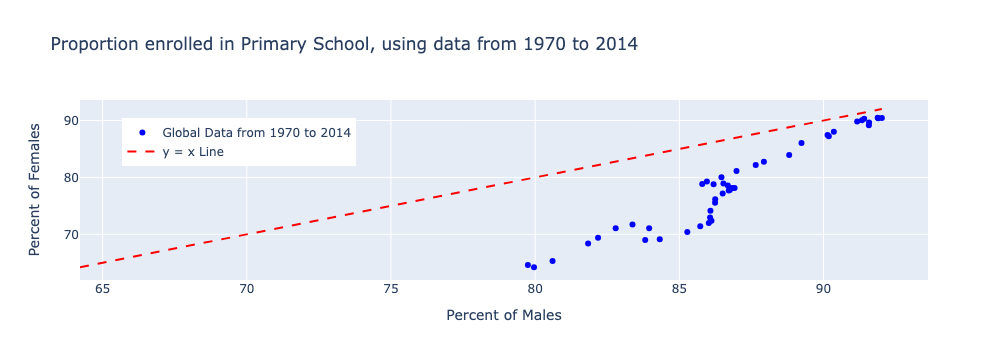 Proportion enrolled in Primary School, using data from 1970 to 2014
Percent of Females
90
80
70
Global Data from 1970 to 2014
y = x Line
65 70 75 80 85 90
Percent of Males